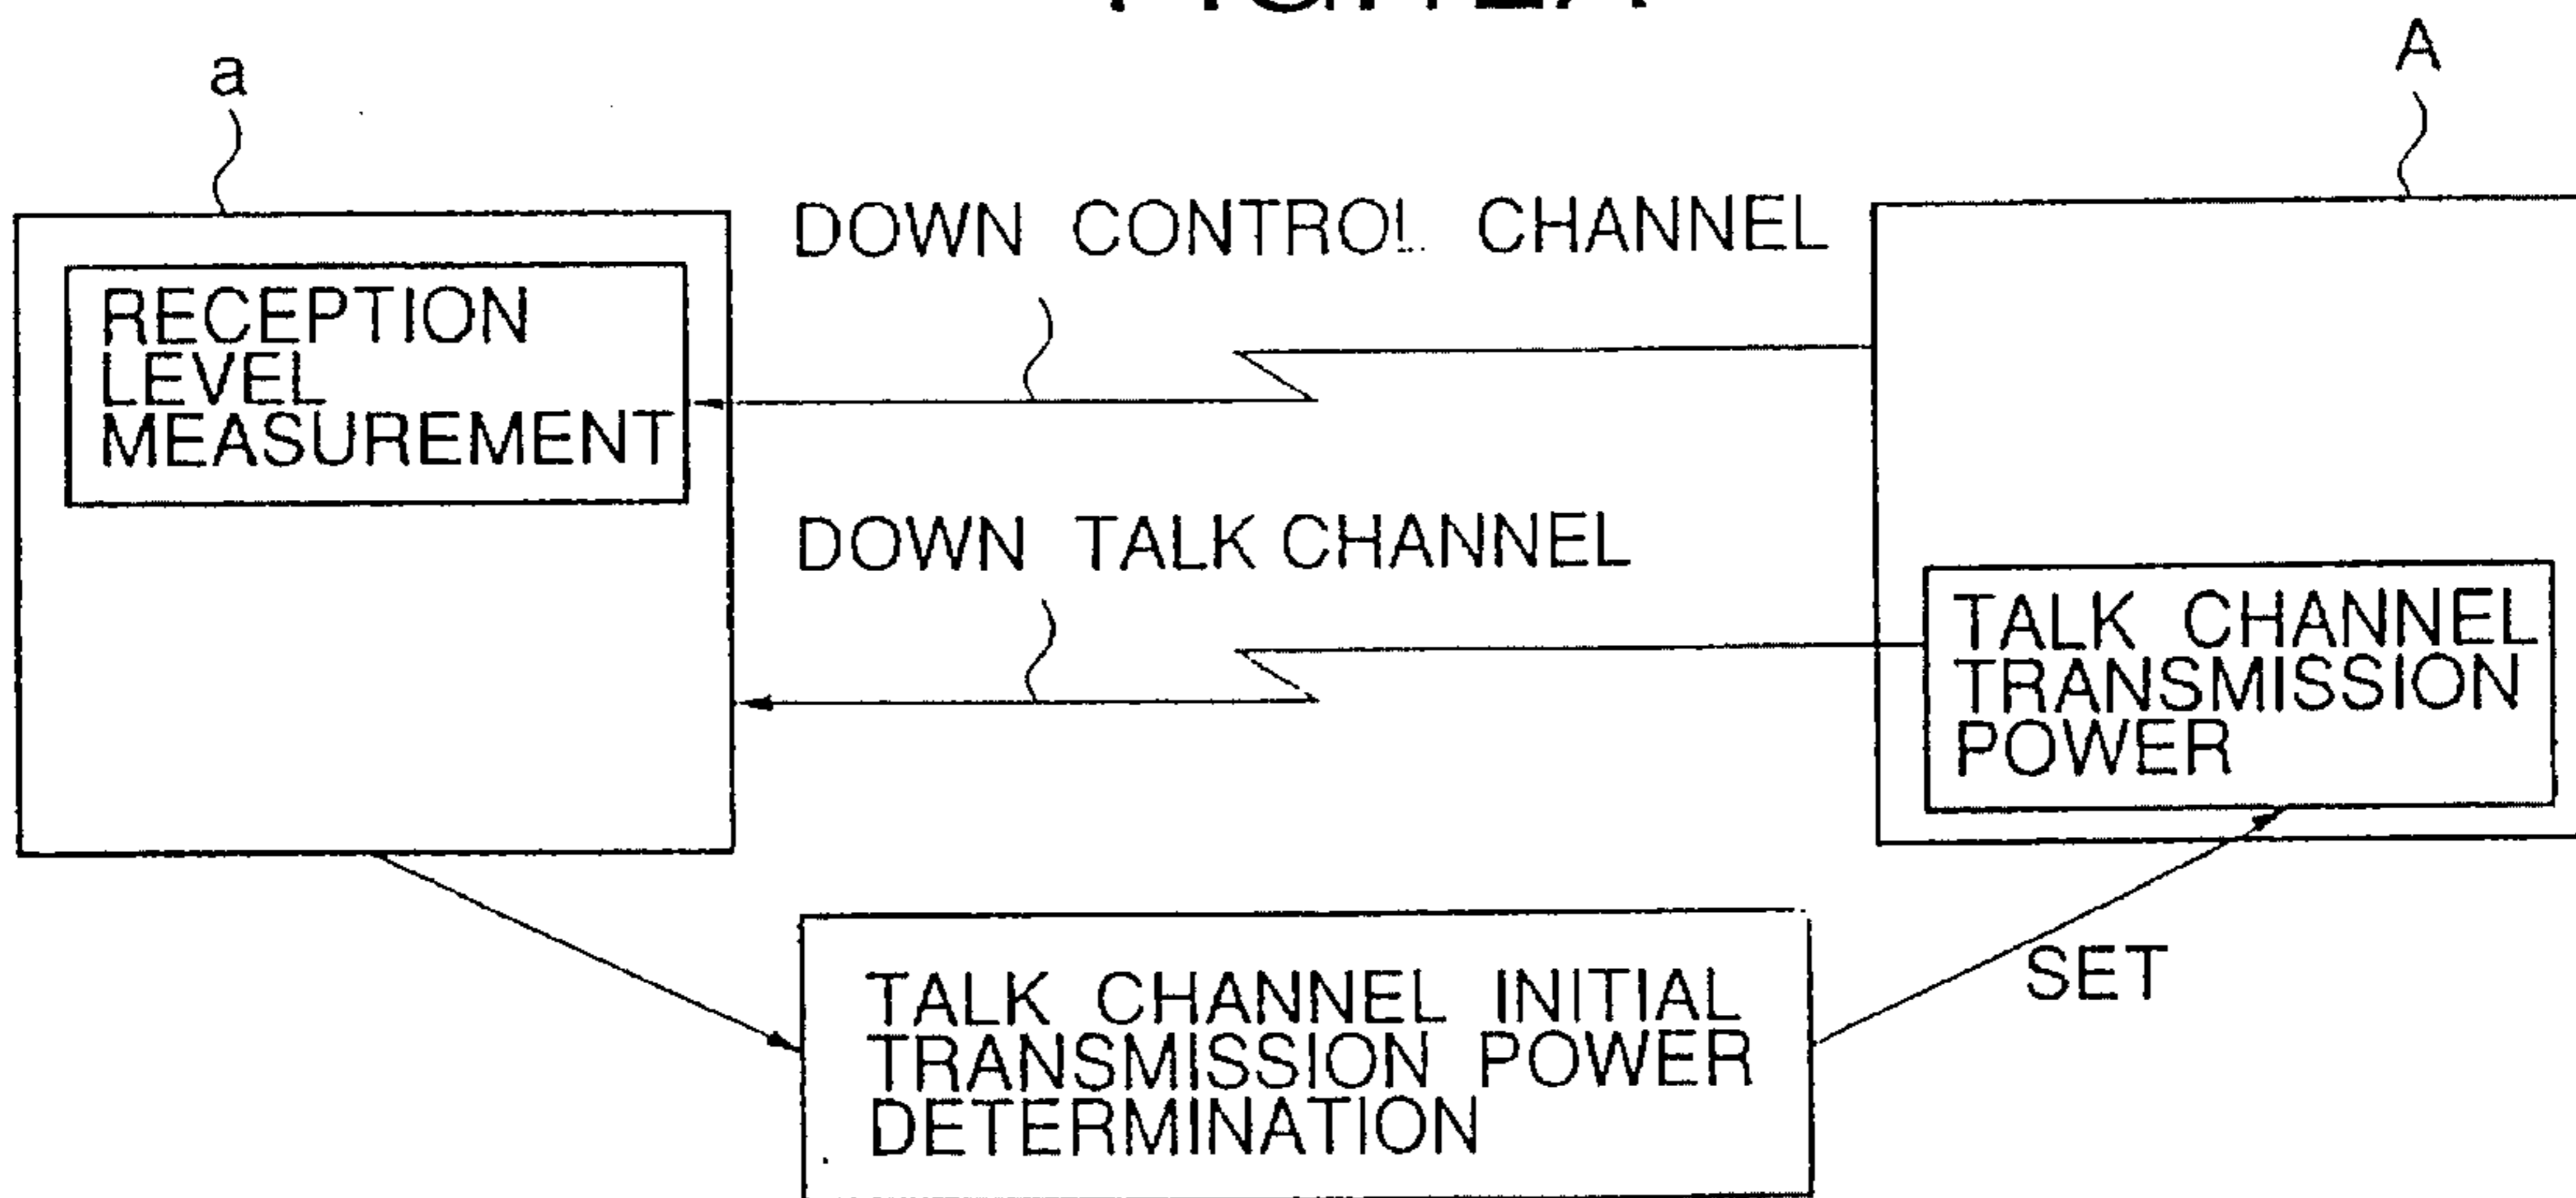 a
A
DOWN CONTROL CHANNEL
RECEPTION
LEVEL
MEASUREMENT
DOWN TALK CHANNEL
TALK CHANNEL
TRANSMISSION
POWER
SET
TALK CHANNEL INITIAL
TRANSMISSION POWER
DETERMINATION